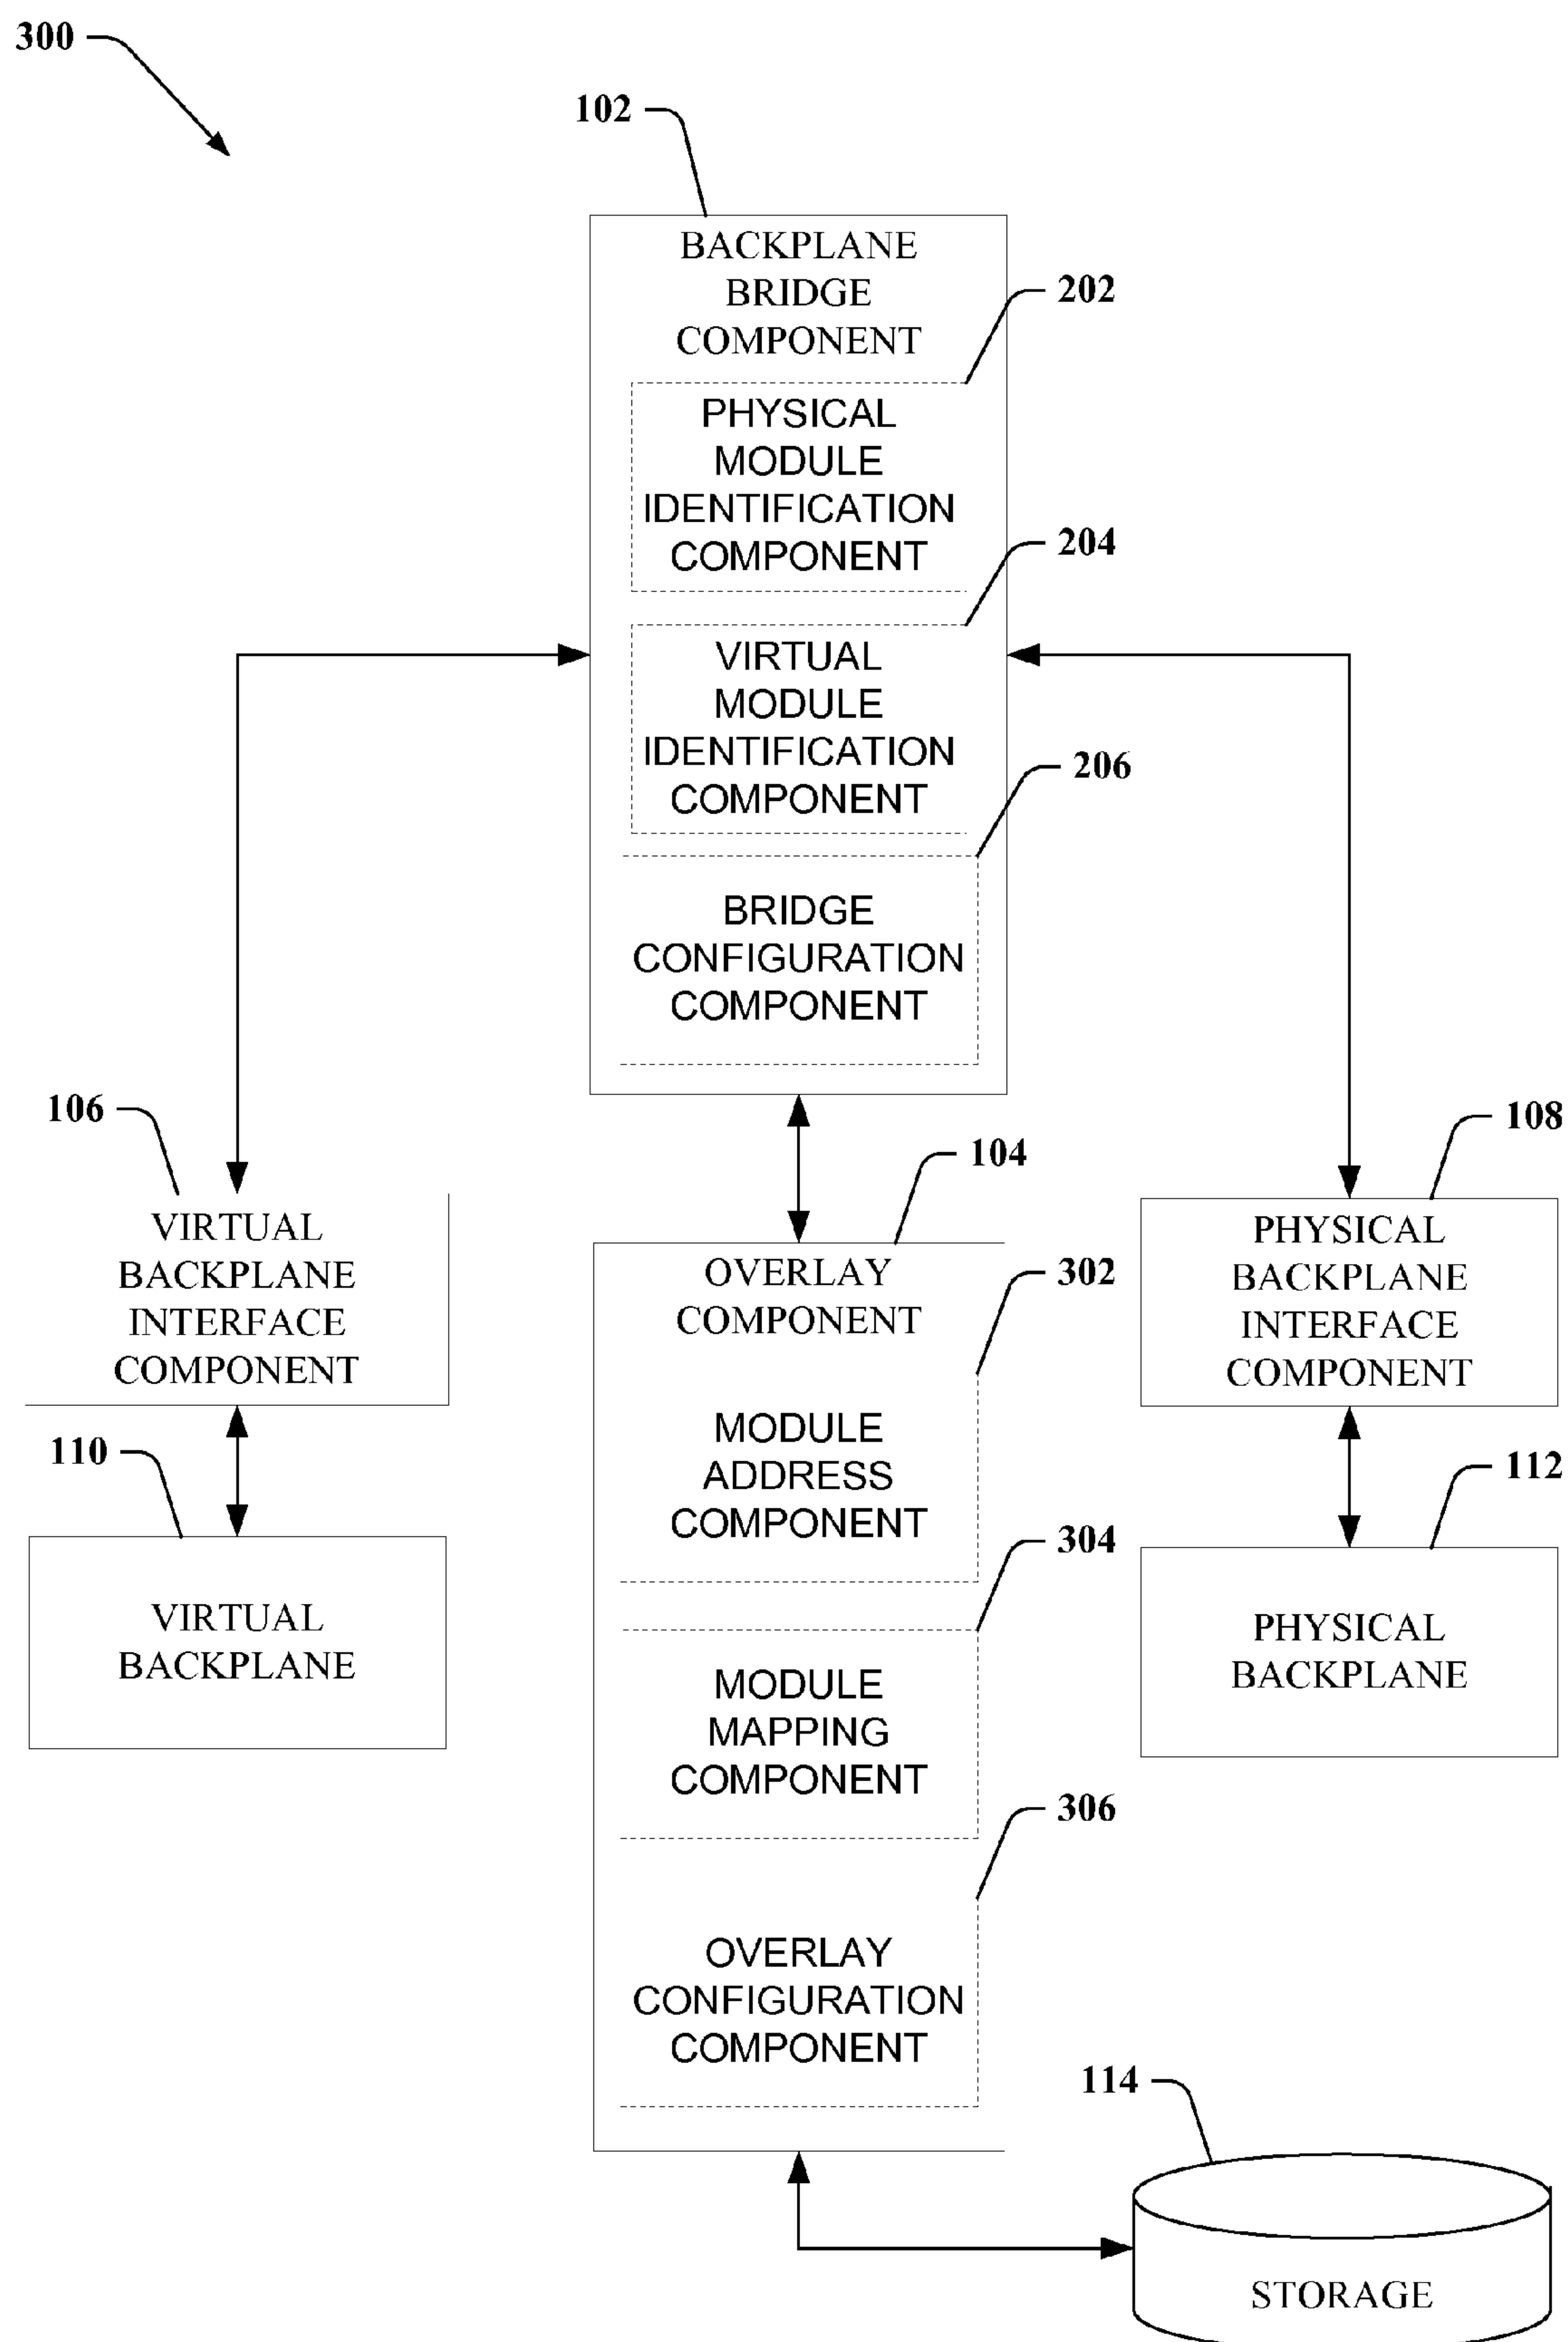 300
102
BACKPLANE
BRIDGE
COMPONENT
202
PHYSICAL
MODULE
IDENTIFICATION
COMPONENT
204
VIRTUAL
MODULE
IDENTIFICATION
COMPONENT
206
BRIDGE
CONFIGURATION
COMPONENT
106
VIRTUAL
BACKPLANE
INTERFACE
COMPONENT
110
VIRTUAL
BACKPLANE
104
OVERLAY
COMPONENT
302
MODULE
ADDRESS
COMPONENT
304
MODULE
MAPPING
COMPONENT
306
OVERLAY
CONFIGURATION
COMPONENT
108
PHYSICAL
BACKPLANE
INTERFACE
COMPONENT
112
PHYSICAL
BACKPLANE
114
STORAGE